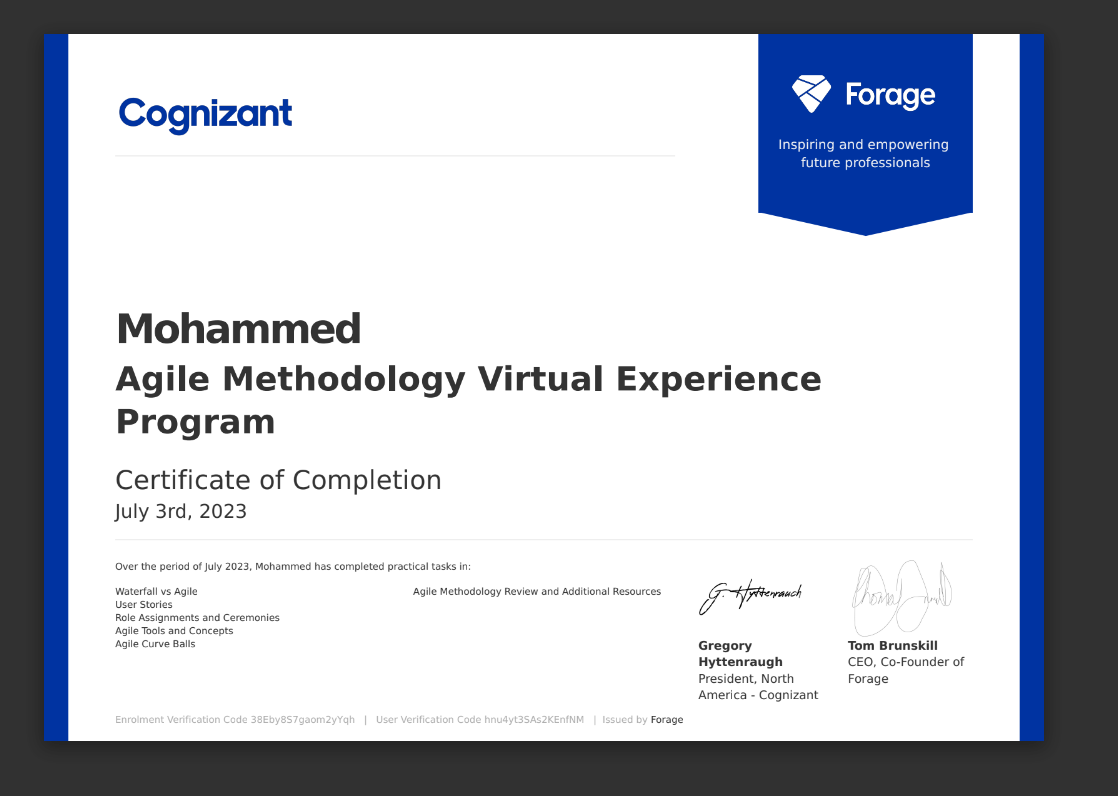 Cognizant
Forage
Inspiring and empowering
future professionals
Mohammed
Agile Methodology Virtual Experience
Program
Certificate of Completion
July 3rd, 2023
Over the period of July 2023, Mohammed has completed practical tasks in:
Waterfall vs Agile
User Stories
Role Assignments and Ceremonies
Agile Tools and Concepts
Agile Curve Balls
Agile Methodology Review and Additional Resources
G. Hyttenrauch
Gregory
Hyttenraugh
President, North
America - Cognizant
Tom Brunskill
CEO, Co-Founder of
Forage
Enrolment Verification Code 38Eby8S7gaom2yYqh | User Verification Code hnu4yt3SAs2KEnfNM | Issued by Forage